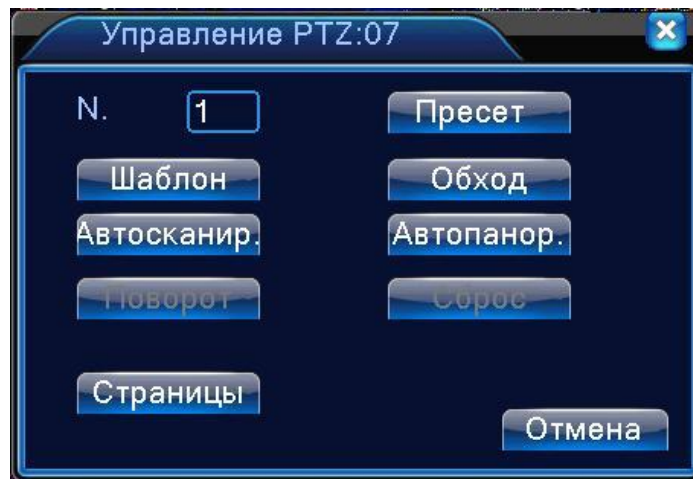 Управление PTZ:07
N. 1 Пресет
Шаблон Обход
Автосканир. Автопанор.
Поворот Сброс
Страницы
Отмена